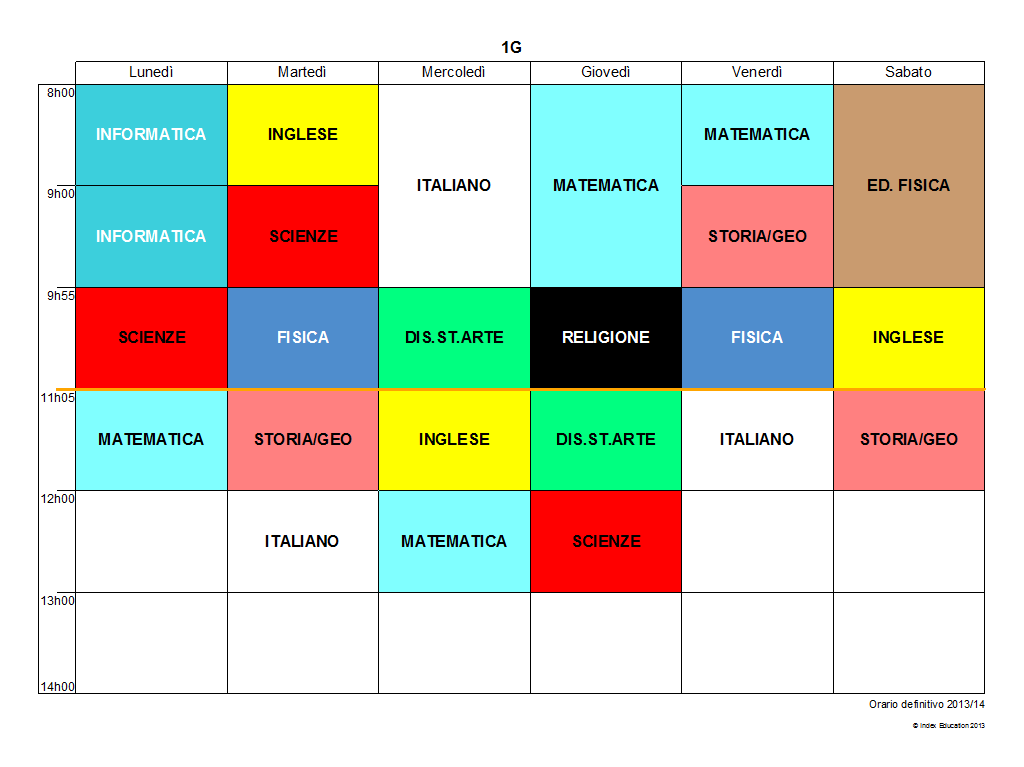 1G
Lunedì Martedì Mercoledì Giovedì Venerdì Sabato
8h00
INFORMATICA INGLESE MATEMATICA
ITALIANO MATEMATICA ED. FISICA
9h00
INFORMATICA SCIENZE STORIA/GEO
9h55
SCIENZE FISICA DIS.ST.ARTE RELIGIONE FISICA INGLESE
11h05
MATEMATICA STORIA/GEO INGLESE DIS.ST.ARTE ITALIANO STORIA/GEO
12h00
ITALIANO MATEMATICA SCIENZE
13h00
14h00
Orario definitivo 2013/14
© Index Education 2013